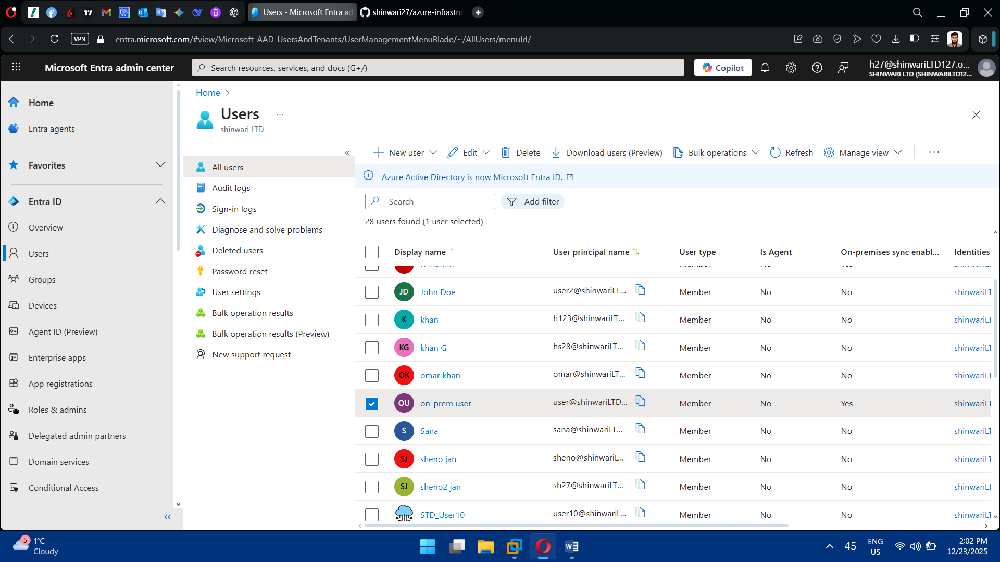 Users - Microsoft Entra ad
shinwari27/azure-infrastru
VPN
entra.microsoft.com/#view/Microsoft_AAD_UsersAndTenants/UserManagementMenuBlade/~/AllUsers/menuId/
Microsoft Entra admin center
Search resources, services, and docs (G+/)
Copilot
h27@shinwariLTD127.o...
SHINWARI LTD (SHINWARILTD12...
Home
Entra agents
Favorites
Entra ID
Overview
Users
Groups
Devices
Agent ID (Preview)
Enterprise apps
App registrations
Roles & admins
Delegated admin partners
Domain services
Conditional Access
Home
Users
...
shinwari LTD
All users
Audit logs
Sign-in logs
Diagnose and solve problems
Deleted users
Password reset
User settings
Bulk operation results
Bulk operation results (Preview)
New support request
New user
Edit
Delete
Download users (Preview)
Bulk operations
Refresh
Manage view
...
Azure Active Directory is now Microsoft Entra ID.
Search
Add filter
28 users found (1 user selected)
Display name ↑ User principal name ↑↓ User type Is Agent On-premises sync enabl... Identities
JD John Doe user2@shinwariLT... Member No No shinwariLT
K khan h123@shinwariLT... Member No No shinwariLT
KG khan G hs28@shinwariLT... Member No No shinwariLT
OK omar khan omar@shinwariLT... Member No No shinwariLT
OU on-prem user user@shinwariLTD... Member No Yes shinwariLT
S Sana sana@shinwariLT... Member No No shinwariLT
SJ sheno jan sheno@shinwariL... Member No No shinwariLT
SJ sheno2 jan sh27@shinwariLT... Member No No shinwariLT
STD_User10 user10@shinwariL... Member No No shinwariLT
5
1°C
Cloudy
45
ENG
US
2:02 PM
12/23/2025